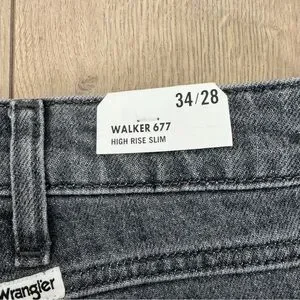 34/28
WALKER 677
HIGH RISE SLIM
Wrangler